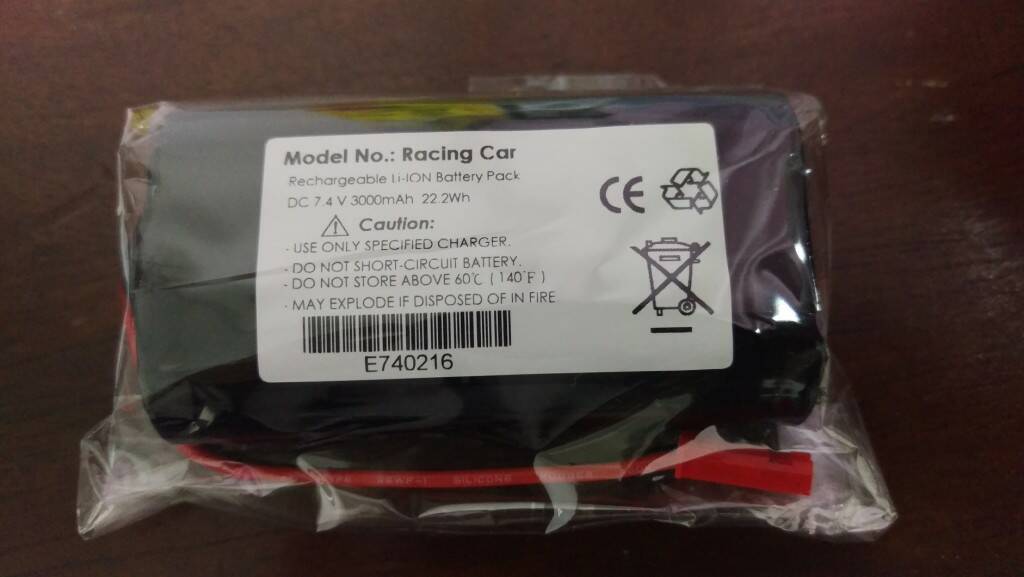 Model No.: Racing Car
Rechargeable Li-ION Battery Pack
DC 7.4 V 3000mAh 22.2Wh
Caution:
- USE ONLY SPECIFIED CHARGER.
- DO NOT SHORT-CIRCUIT BATTERY.
- DO NOT STORE ABOVE 60℃ ( 140°F )
- MAY EXPLODE IF DISPOSED OF IN FIRE
E740216
CE
SILICONE